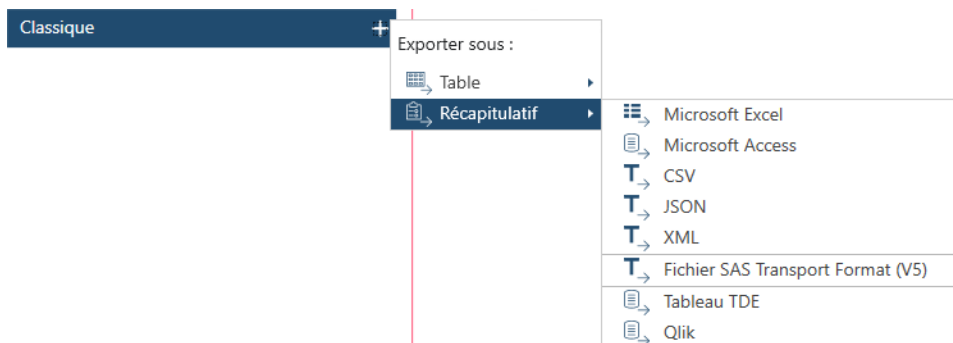 Classique
Exporter sous :
Table
Récapitulatif
Microsoft Excel
Microsoft Access
CSV
JSON
XML
Fichier SAS Transport Format (V5)
Tableau TDE
Qlik